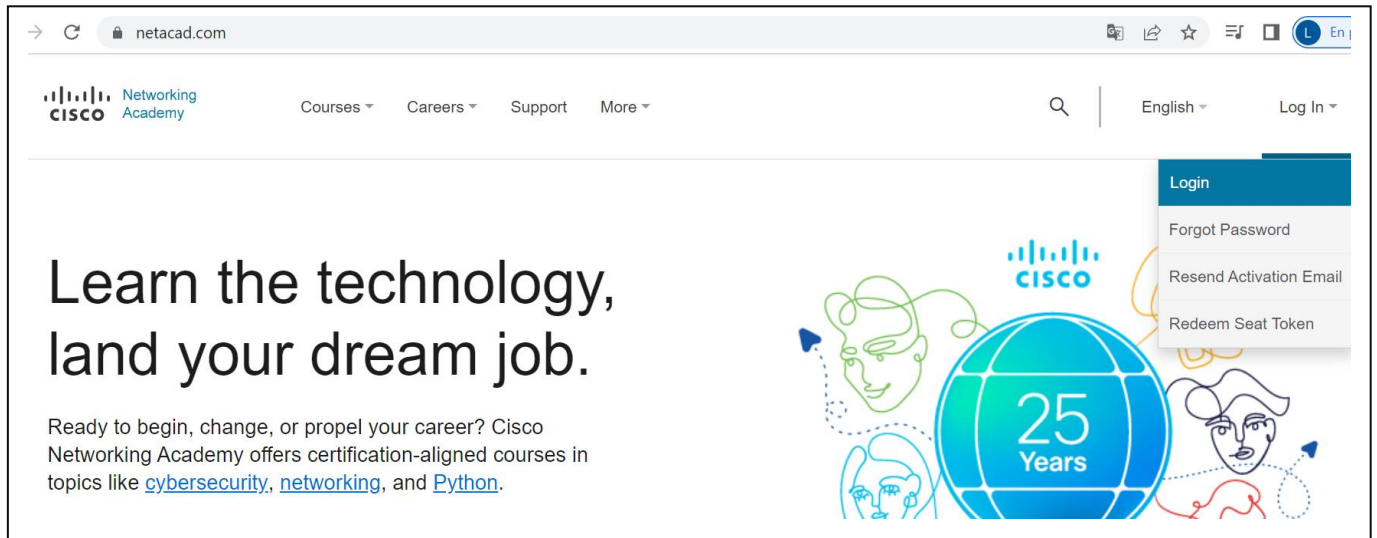 netacad.com
L
En
CISCO
Networking
Academy
Courses
Careers
Support
More
English
Log In
Login
Forgot Password
Resend Activation Email
Redeem Seat Token
Learn the technology,
land your dream job.
Ready to begin, change, or propel your career? Cisco
Networking Academy offers certification-aligned courses in
topics like cybersecurity, networking, and Python.
CISCO
25
Years